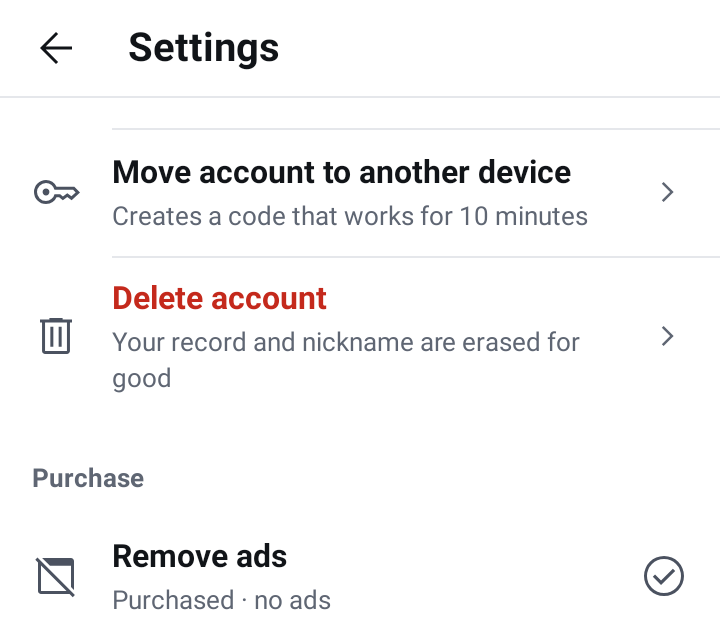 Settings
Move account to another device
Creates a code that works for 10 minutes
Delete account
Your record and nickname are erased for
good
Purchase
Remove ads
Purchased · no ads